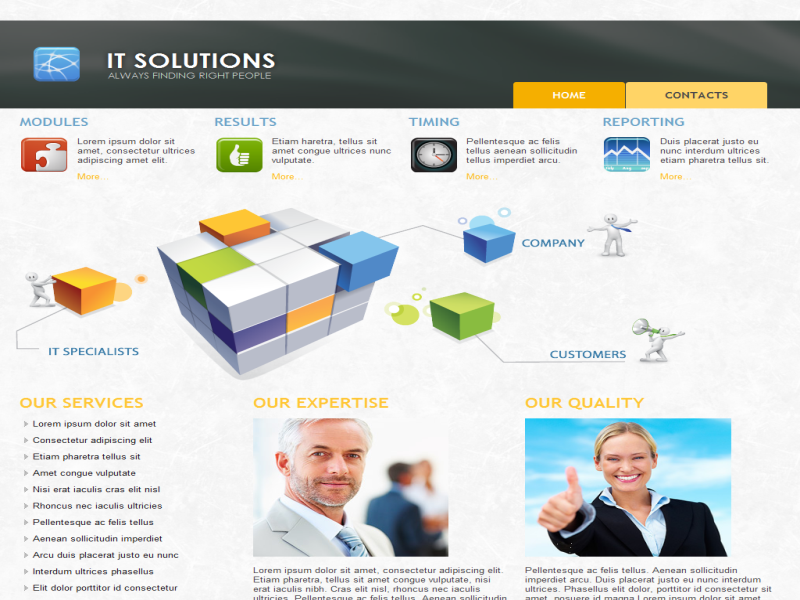 IT SOLUTIONS
ALWAYS FINDING RIGHT PEOPLE
HOME
CONTACTS
MODULES
Lorem ipsum dolor sit
amet, consectetur ultrices
adipiscing amet elit.
More...
RESULTS
Etiam haretra, tellus sit
amet congue ultrices nunc
vulputate.
More...
TIMING
Pellentesque ac felis
tellus aenean sollicitudin
tellus imperdiet arcu.
More...
REPORTING
Duis placerat justo eu
nunc interdum ultrices
etiam pharetra tellus sit.
More...
COMPANY
IT SPECIALISTS
CUSTOMERS
OUR SERVICES
Lorem ipsum dolor sit amet
Consectetur adipiscing elit
Etiam pharetra tellus sit
Amet congue vulputate
Nisi erat iaculis cras elit nisl
Rhoncus nec iaculis ultricies
Pellentesque ac felis tellus
Aenean sollicitudin imperdiet
Arcu duis placerat justo eu nunc
Interdum ultrices phasellus
Elit dolor porttitor id consectetur
OUR EXPERTISE
Lorem ipsum dolor sit amet, consectetur elit.
Etiam pharetra, tellus sit amet congue vulputate, nisi
erat iaculis nibh. Cras elit nisl, rhoncus nec iaculis
ultricies. Pellentesque ac felis tellus. Aenean sollicitudin
OUR QUALITY
Pellentesque ac felis tellus. Aenean sollicitudin
imperdiet arcu. Duis placerat justo eu nunc interdum
ultrices. Phasellus elit dolor, porttitor id consectetur sit
amet, posuere id magna Lorem ipsum dolor sit amet